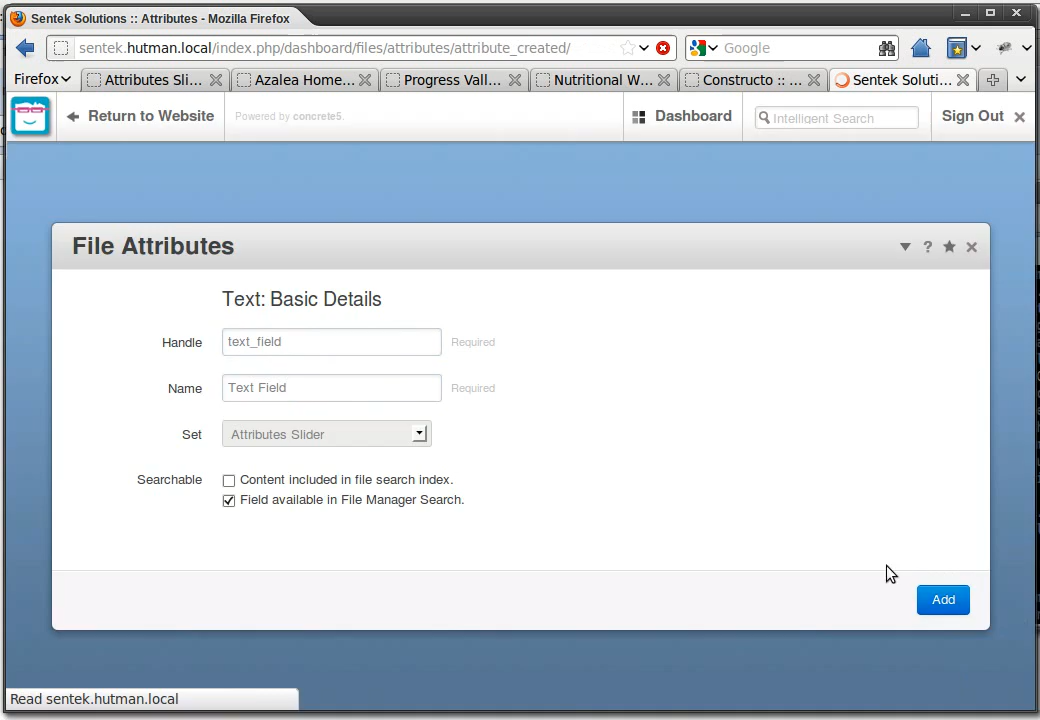 Sentek Solutions :: Attributes - Mozilla Firefox
sentek.hutman.local/index.php/dashboard/files/attributes/attribute_created/
Google
Firefox
Attributes Sli...
Azalea Home...
Progress Vall...
Nutritional W...
Constructo :: ...
Sentek Soluti...
Return to Website
Powered by concrete5.
Dashboard
Intelligent Search
Sign Out
File Attributes
?
Text: Basic Details
Handle text_field Required
Name Text Field Required
Set Attributes Slider
Searchable Content included in file search index.
Field available in File Manager Search.
Add
Read sentek.hutman.local